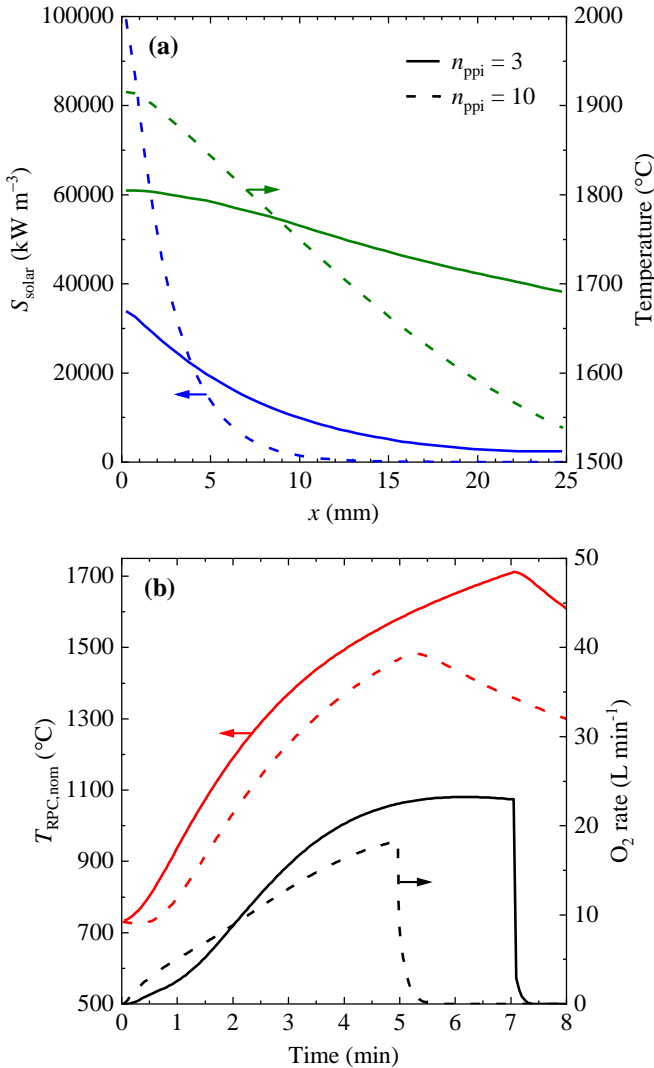 (a)
n_ppi = 3
n_ppi = 10
100000
80000
60000
40000
20000
0
S_solar (kW m⁻³)
2000
1900
1800
1700
1600
1500
Temperature (°C)
0 5 10 15 20 25
x (mm)
(b)
1700
1500
1300
1100
900
700
500
T_RPC,nom (°C)
50
40
30
20
10
0
O₂ rate (L min⁻¹)
0 1 2 3 4 5 6 7 8
Time (min)